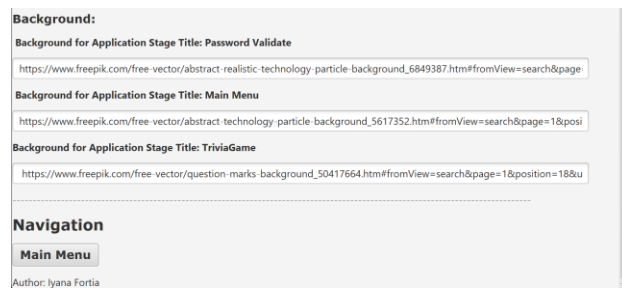 Background:
Background for Application Stage Title: Password Validate
https://www.freepik.com/free-vector/abstract-realistic-technology-particle-background_6849387.htm#fromView=search&page=
Background for Application Stage Title: Main Menu
https://www.freepik.com/free-vector/abstract-technology-particle-background_5617352.htm#fromView=search&page=1&posi
Background for Application Stage Title: TriviaGame
https://www.freepik.com/free-vector/question-marks-background_50417664.htm#fromView=search&page=1&position=18&u
Navigation
Main Menu
Author: Iyana Fortia